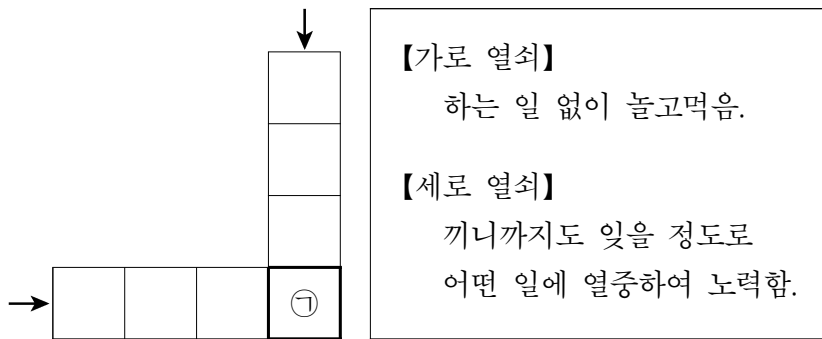 ㉠
【가로 열쇠】
하는 일 없이 놀고먹음.
【세로 열쇠】
끼니까지도 잊을 정도로
어떤 일에 열중하여 노력함.